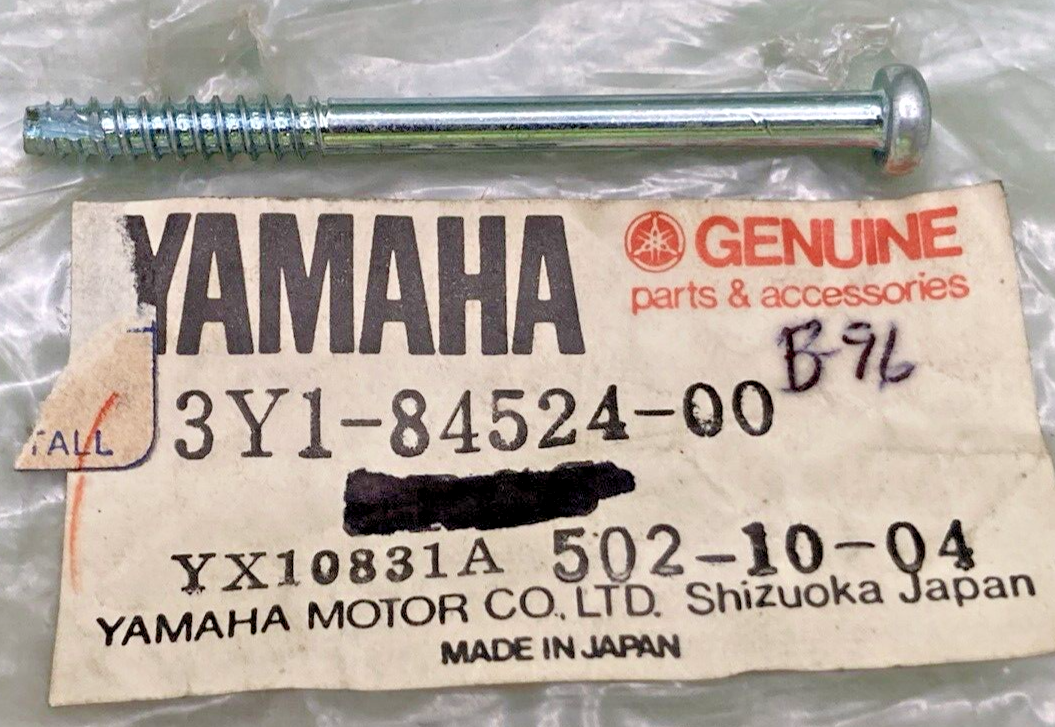 YAMAHA
GENUINE
parts & accessories
B-96
3Y1-84524-00
TALL
YX10831A 502-10-04
YAMAHA MOTOR CO., LTD. Shizuoka Japan
MADE IN JAPAN